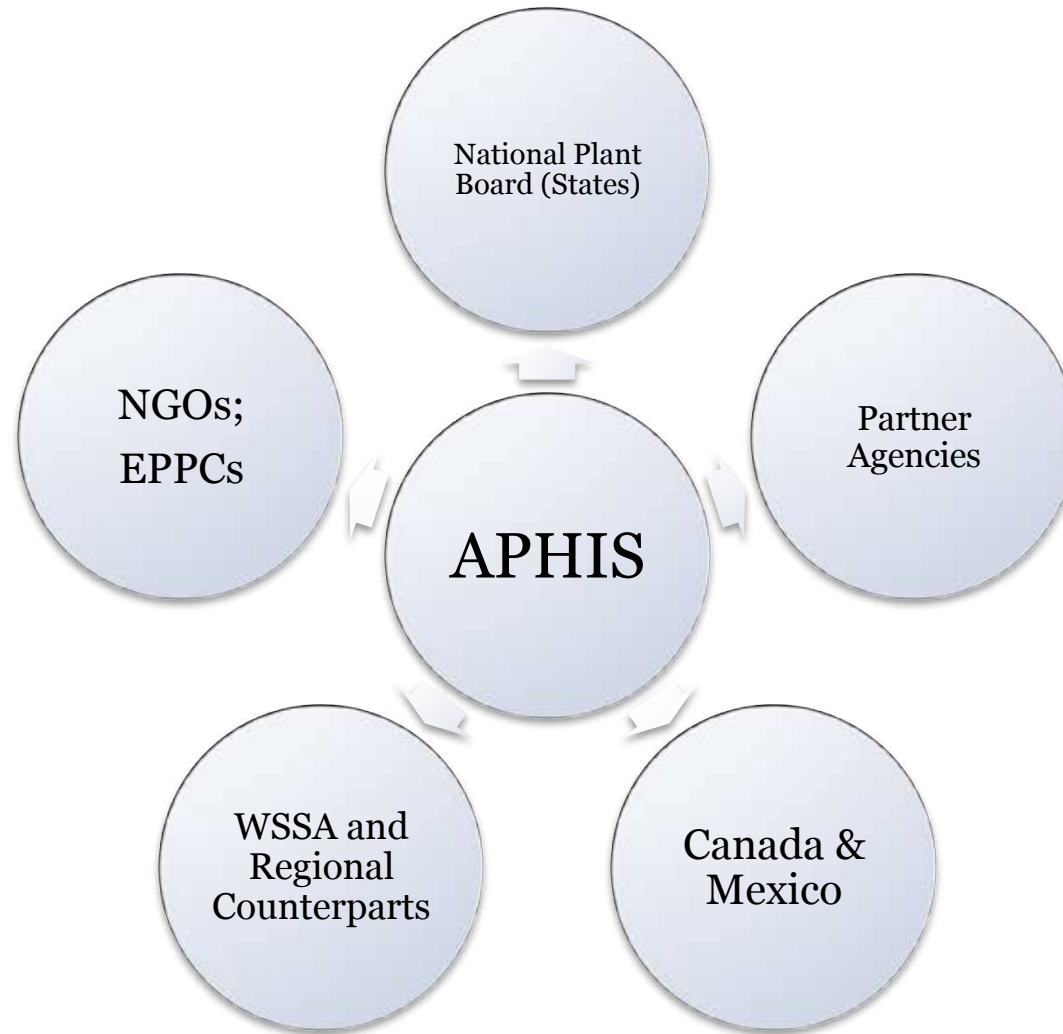 National Plant
Board (States)
NGOs;
EPPCs
Partner
Agencies
APHIS
WSSA and
Regional
Counterparts
Canada &
Mexico